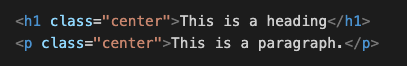 <h1 class="center">This is a heading</h1>
<p class="center">This is a paragraph.</p>